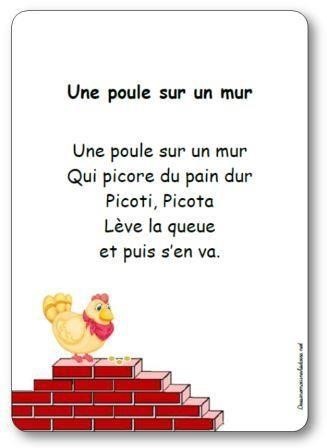 Une poule sur un mur
Une poule sur un mur
Qui picore du pain dur
Picoti, Picota
Lève la queue
et puis s'en va.